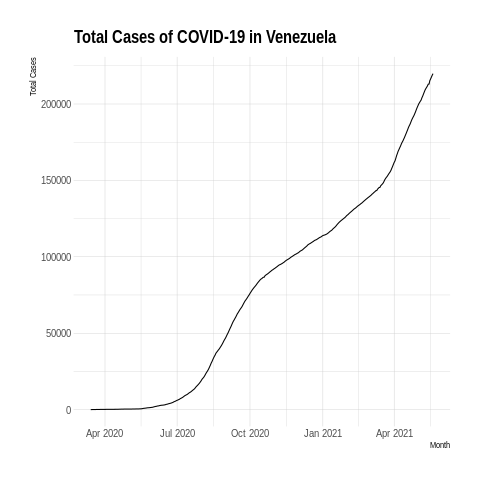 Total Cases of COVID-19 in Venezuela
Total Cases
200000
150000
100000
50000
0
Apr 2020 Jul 2020 Oct 2020 Jan 2021 Apr 2021
Month